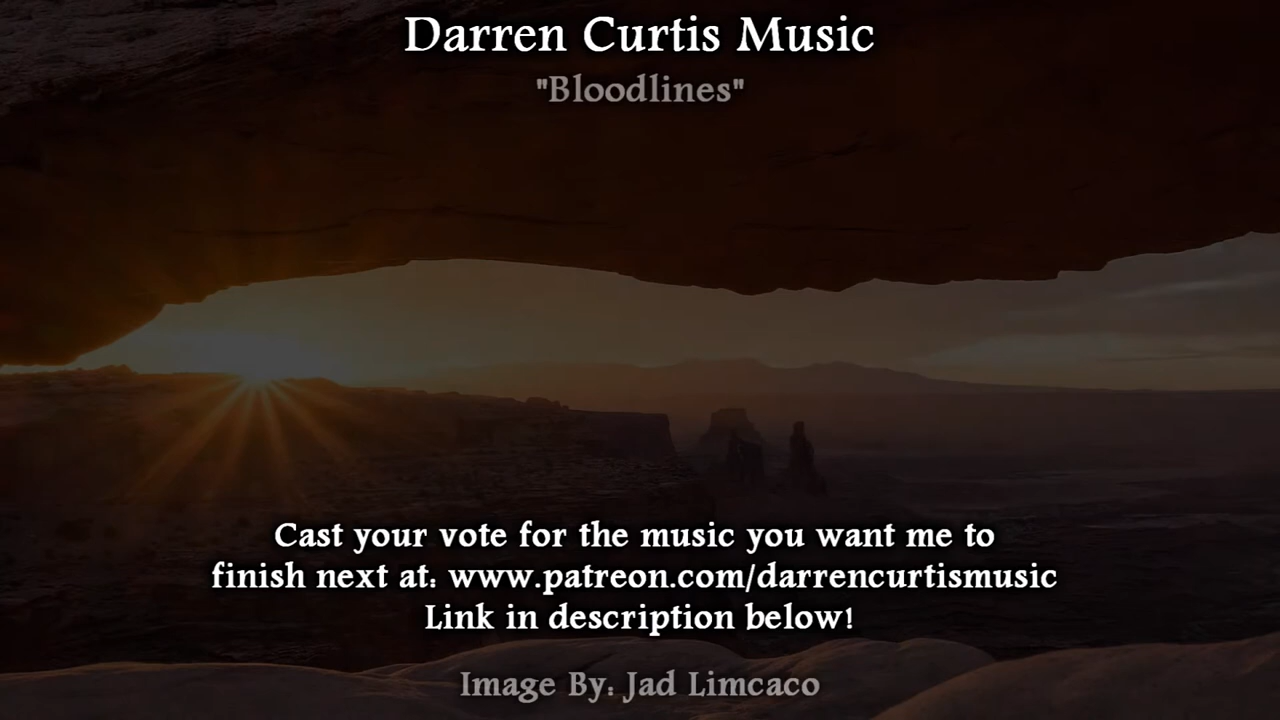 Darren Curtis Music
"Bloodlines"
Cast your vote for the music you want me to
finish next at: www.patreon.com/darrencurtismusic
Link in description below!
Image By: Jad Limcaco